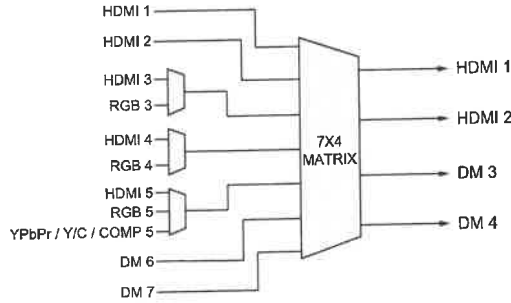 HDMI 1
HDMI 2
HDMI 3
RGB 3
HDMI 4
RGB 4
HDMI 5
RGB 5
YPbPr / Y/C / COMP 5
DM 6
DM 7
7X4
MATRIX
HDMI 1
HDMI 2
DM 3
DM 4